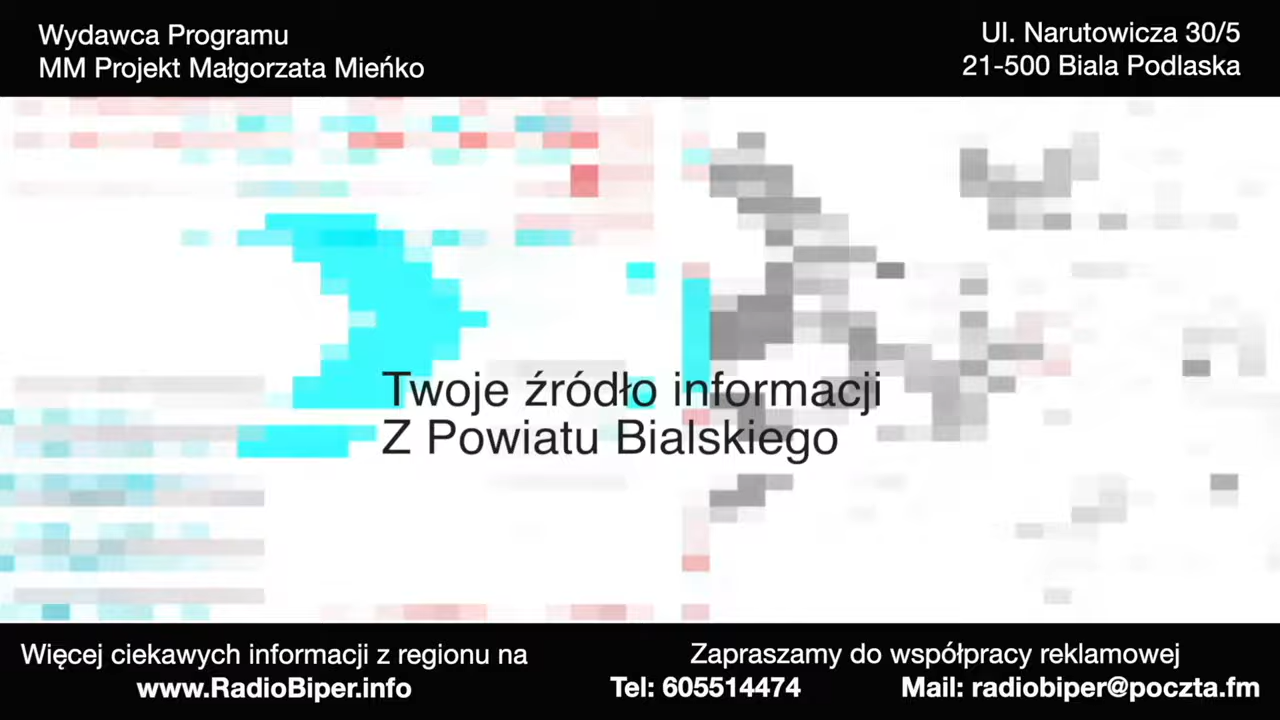 Wydawca Programu
MM Projekt Małgorzata Mieńko
Ul. Narutowicza 30/5
21-500 Biala Podlaska
Twoje źródło informacji
Z Powiatu Bialskiego
Więcej ciekawych informacji z regionu na
www.RadioBiper.info
Zapraszamy do współpracy reklamowej
Tel: 605514474 Mail: radiobiper@poczta.fm